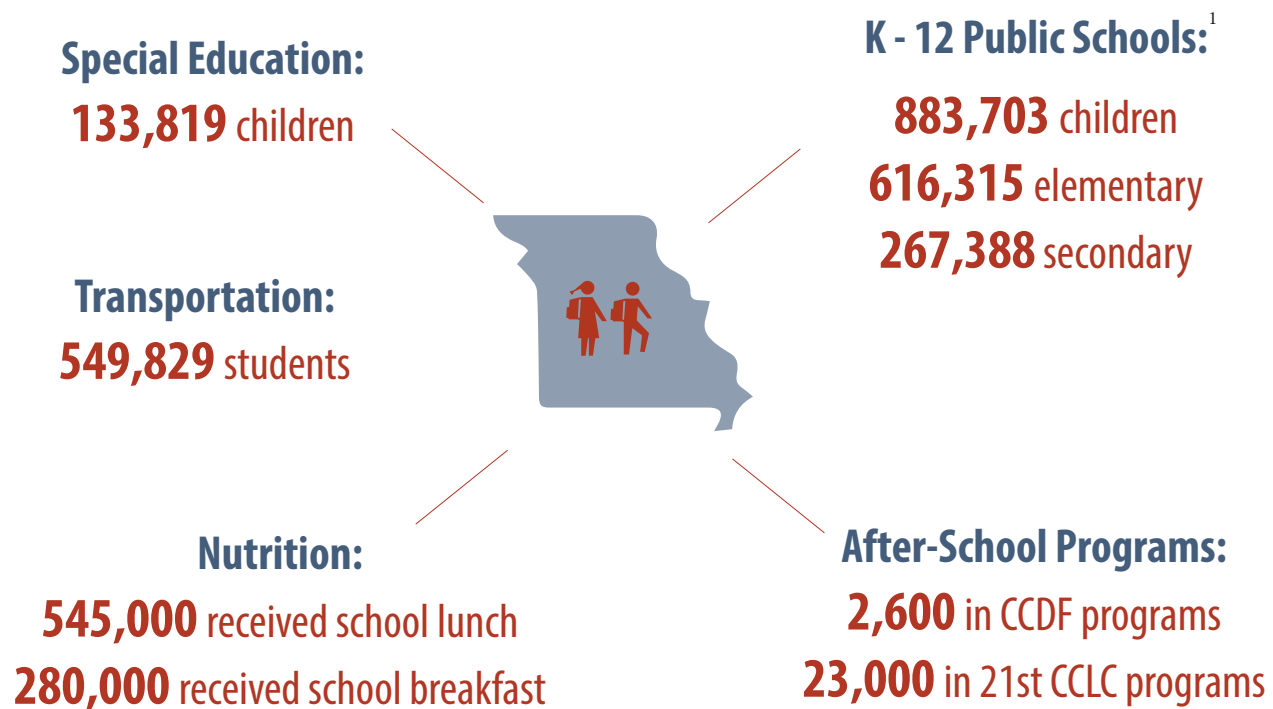 Special Education:
133,819 children
K - 12 Public Schools: 1
883,703 children
616,315 elementary
267,388 secondary
Transportation:
549,829 students
Nutrition:
545,000 received school lunch
280,000 received school breakfast
After-School Programs:
2,600 in CCDF programs
23,000 in 21st CCLC programs